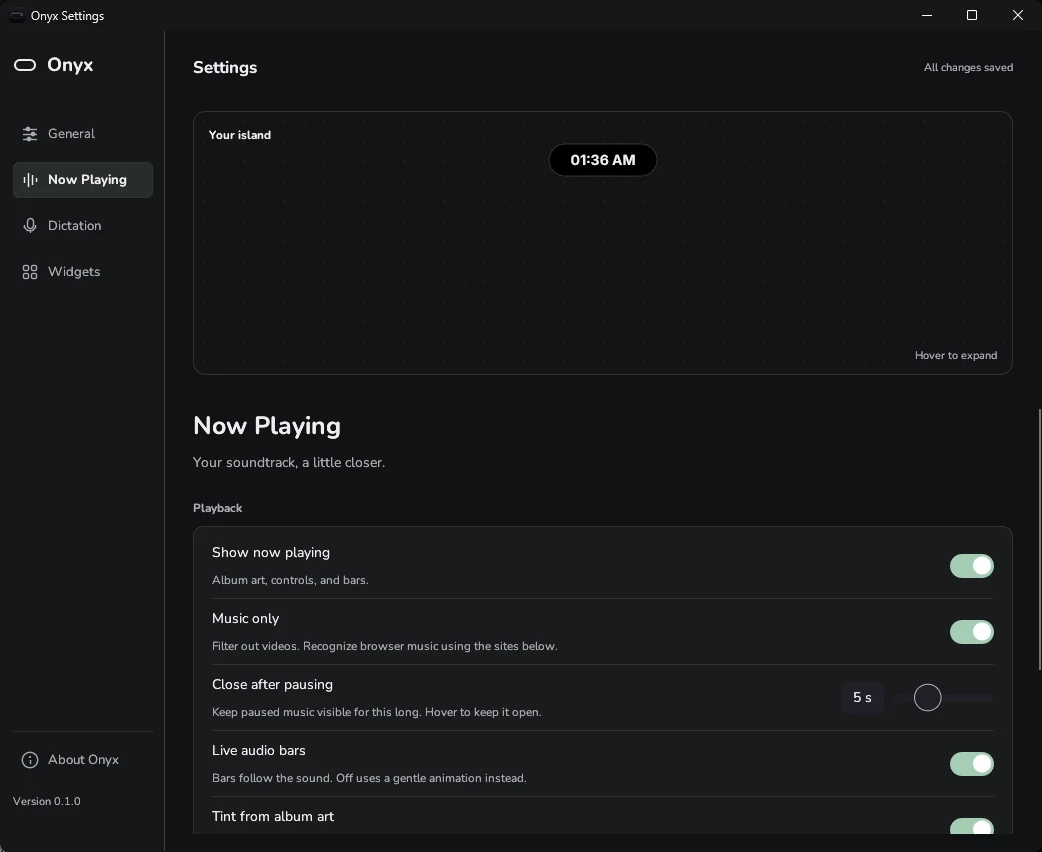 Onyx Settings
Onyx
Settings
All changes saved
General
Now Playing
Dictation
Widgets
Your island
01:36 AM
Hover to expand
Now Playing
Your soundtrack, a little closer.
Playback
Show now playing
Album art, controls, and bars.
Music only
Filter out videos. Recognize browser music using the sites below.
Close after pausing
Keep paused music visible for this long. Hover to keep it open.
5 s
Live audio bars
Bars follow the sound. Off uses a gentle animation instead.
Tint from album art
About Onyx
Version 0.1.0